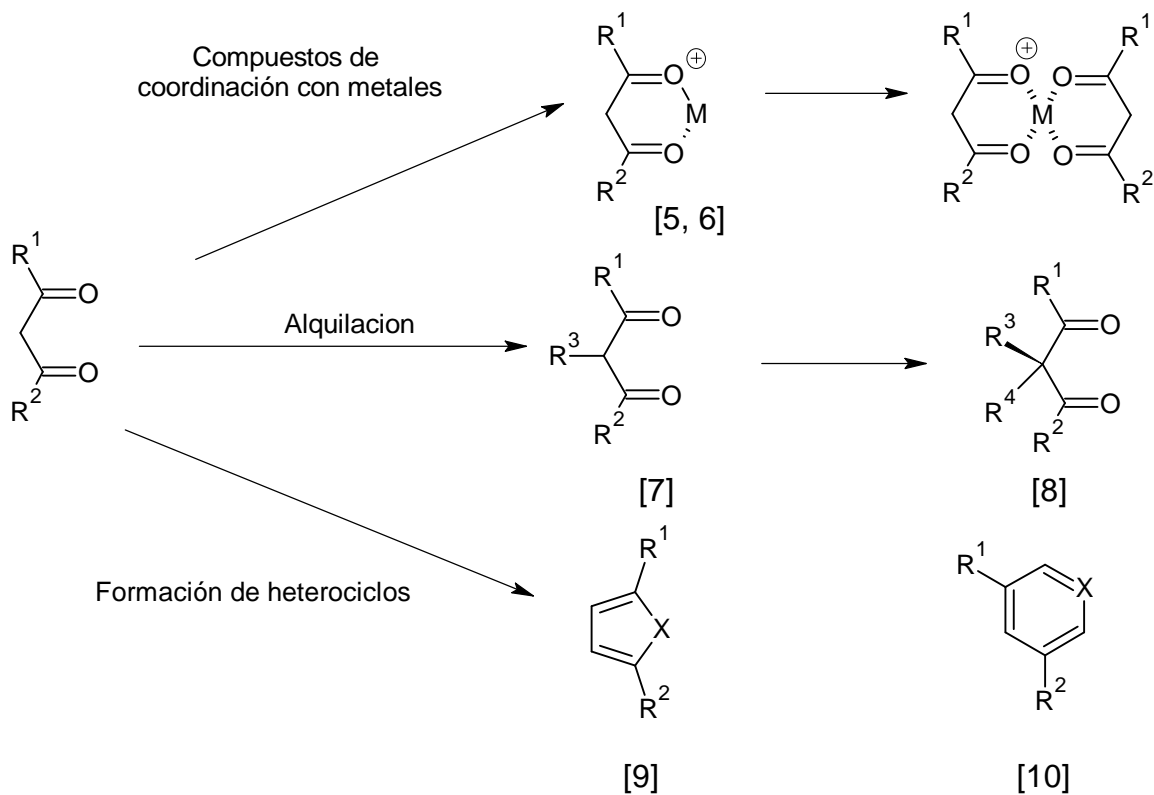 Compuestos de
coordinación con metales
R1
O
⊕
M
O
R2
[5, 6]
R1
⊕
R1
O
O
M
O
O
R2
R2
R1
O
O
R2
Alquilacion
R1
O
R3
O
R2
[7]
R1
O
R3
R4
O
R2
[8]
Formación de heterociclos
R1
X
R2
[9]
R1
X
R2
[10]